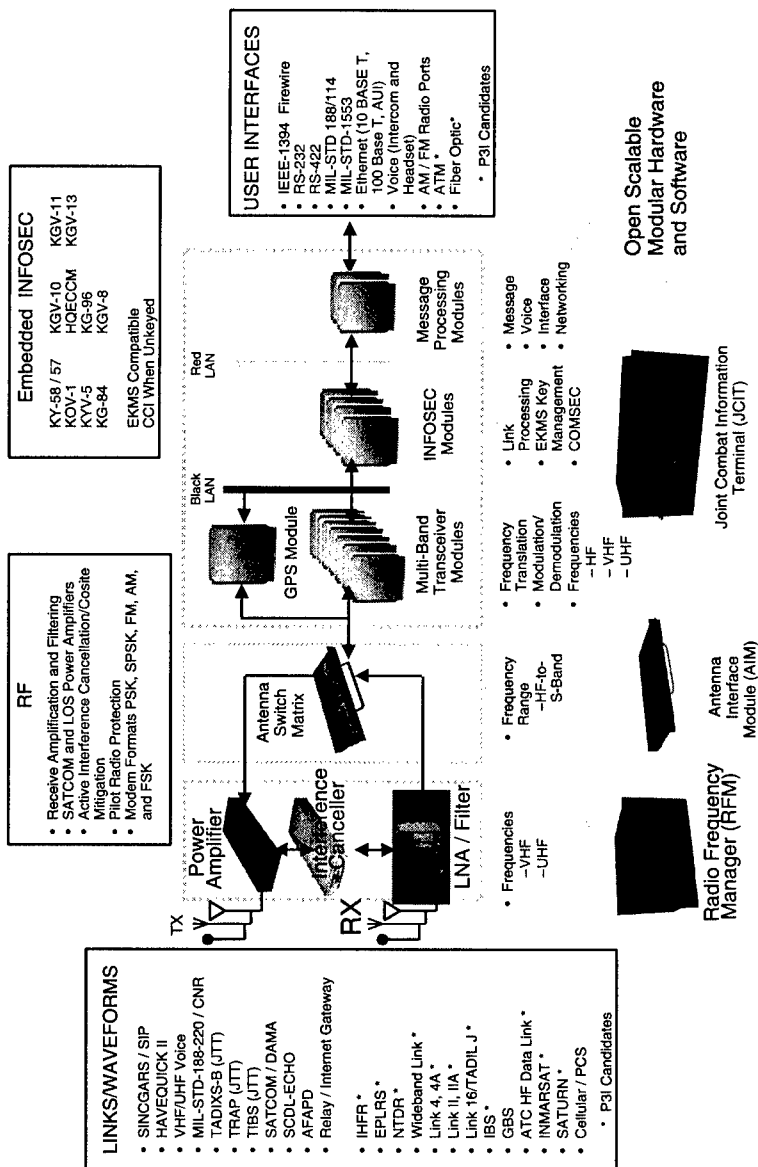 LINKS/WAVEFORMS
• SINCGARS / SIP
• HAVEQUICK II
• VHF/UHF Voice
• MIL-STD-188-220 / CNR
• TADIXS-B (JTT)
• TRAP (JTT)
• TIBS (JTT)
• SATCOM / DAMA
• SCDL-ECHO
• AFAPD
• Relay / Internet Gateway
• IHFR *
• EPLRS *
• NTDR *
• Wideband Link *
• Link 4, 4A *
• Link II, IIA *
• Link 16/TADIL J *
• IBS *
• GBS
• ATC HF Data Link *
• INMARSAT *
• SATURN *
• Cellular / PCS
* P3I Candidates
RF
• Receive Amplification and Filtering
• SATCOM and LOS Power Amplifiers
• Active Interference Cancellation/Cosite
Mitigation
• Pilot Radio Protection
• Modem Formats PSK, SPSK, FM, AM,
and FSK
Embedded INFOSEC
KY-58 / 57 KGV-10 KGV-11
KOV-1 HQECCM KGV-13
KYV-5 KG-96
KG-84 KGV-8
EKMS Compatible
CCI When Unkeyed
TX
RX
Power
Amplifier
Interference
Canceller
LNA / Filter
Antenna
Switch
Matrix
GPS Module
Multi-Band
Transceiver
Modules
Black
LAN
INFOSEC
Modules
Red
LAN
Message
Processing
Modules
USER INTERFACES
• IEEE-1394 Firewire
• RS-232
• RS-422
• MIL-STD 188/114
• MIL-STD-1553
• Ethernet (10 BASE T,
100 Base T, AUI)
• Voice (Intercom and
Headset)
• AM / FM Radio Ports
• ATM *
• Fiber Optic *
* P3I Candidates
• Frequencies
–VHF
–UHF
• Frequency
Range
–HF-to-
S-Band
• Frequency
Translation
• Modulation/
Demodulation
• Frequencies
–HF
–VHF
–UHF
• Link
Processing
• EKMS Key
Management
• COMSEC
• Message
• Voice
• Interface
• Networking
Radio Frequency
Manager (RFM)
Antenna
Interface
Module (AIM)
Joint Combat Information
Terminal (JCIT)
Open Scalable
Modular Hardware
and Software